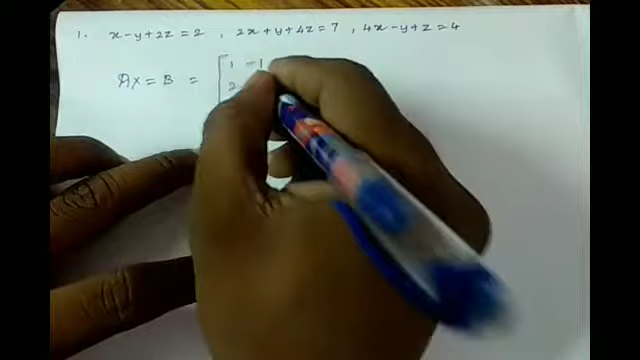 1. x-y+2z=2 , 2x+y+4z=7 , 4x-y+z=4
AX = B = [ 1 -1
2